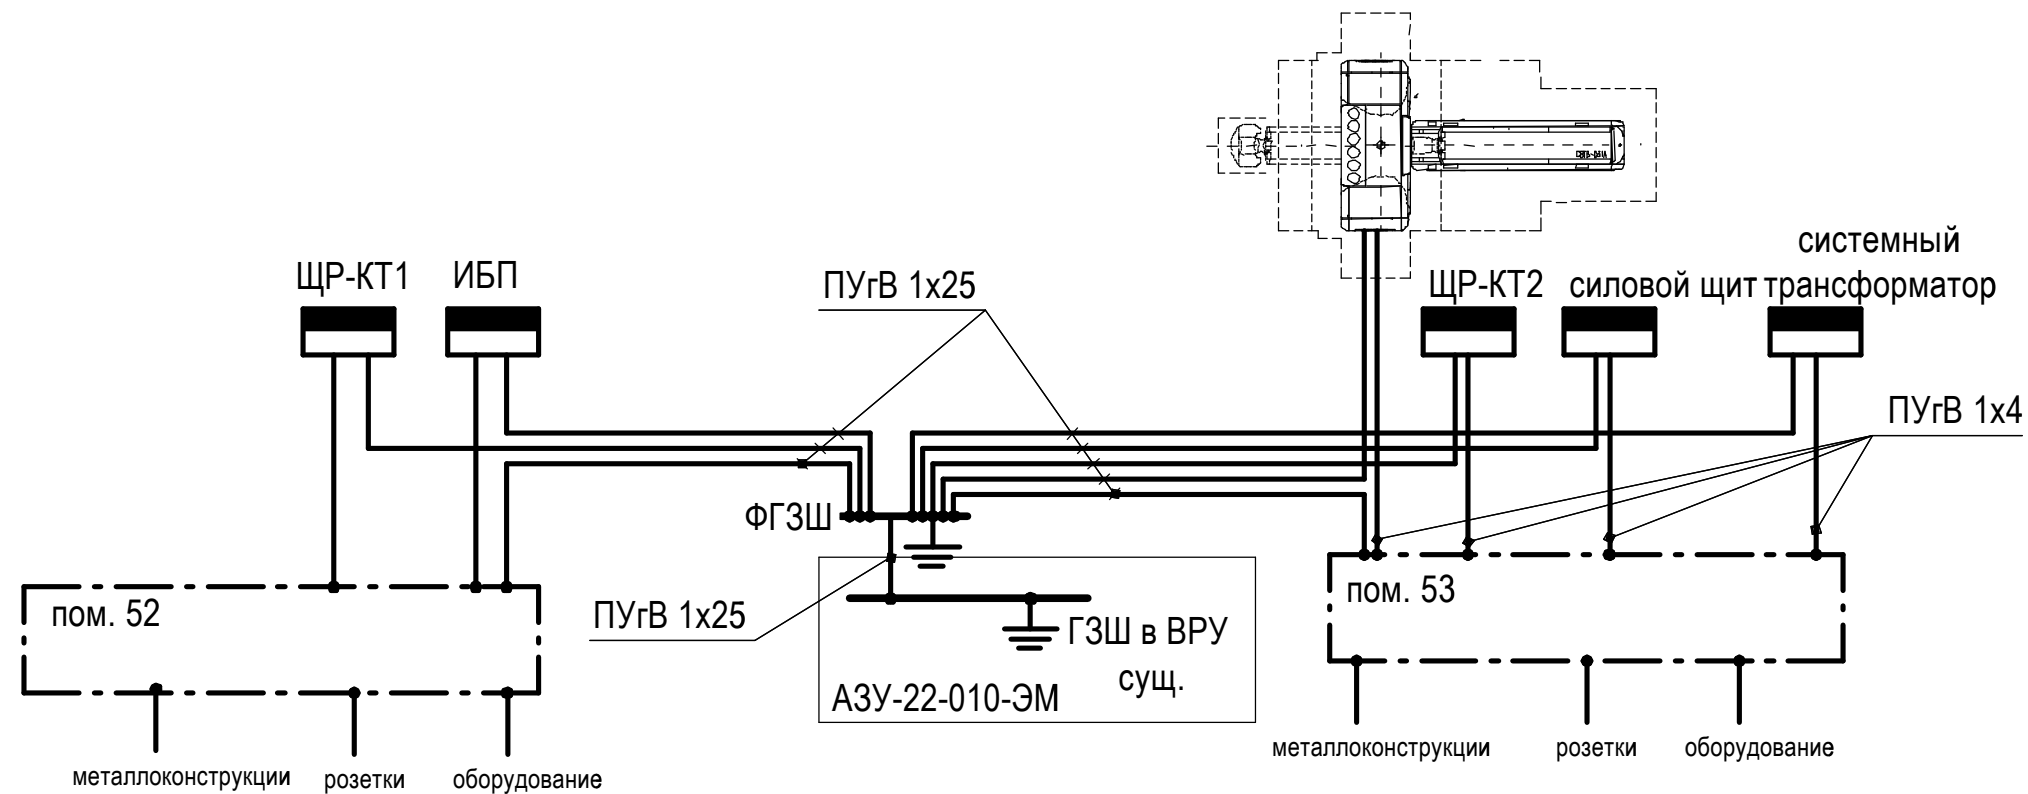 системный
ЩР-КТ1
ИБП
ПУгВ 1х25
ЩР-КТ2
силовой щит
трансформатор
ПУгВ 1х4
ФГЗШ
пом. 52
ПУгВ 1х25
ГЗШ в ВРУ
сущ.
АЗУ-22-010-ЭМ
пом. 53
металлоконструкции
розетки
оборудование
металлоконструкции
розетки
оборудование